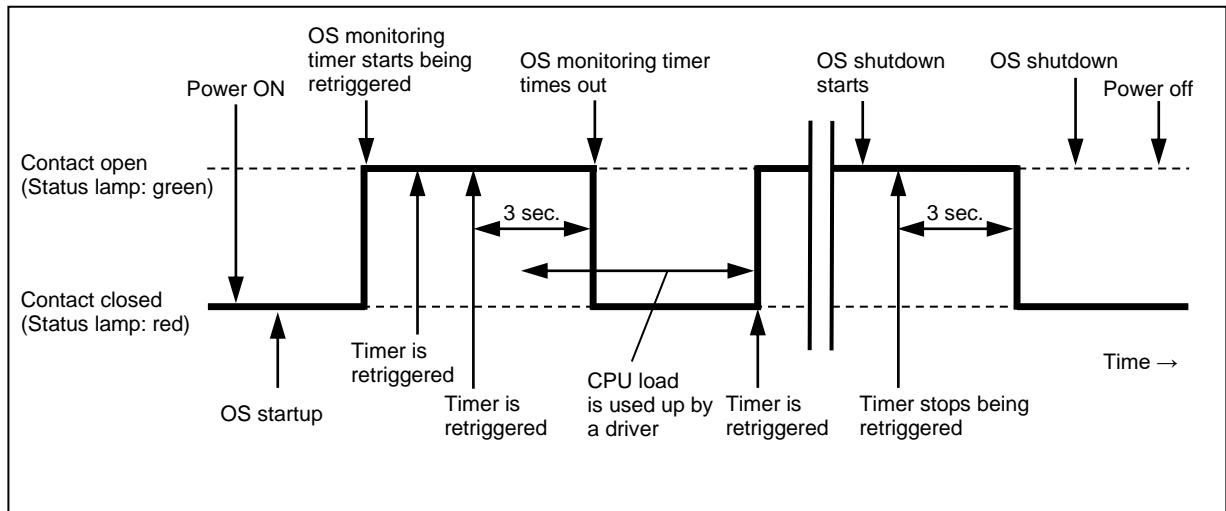 OS monitoring
timer starts being
retriggered
Power ON
OS monitoring timer
times out
OS shutdown
starts
OS shutdown
Power off
Contact open
(Status lamp: green)
3 sec.
3 sec.
Contact closed
(Status lamp: red)
OS startup
Timer is
retriggered
Timer is
retriggered
CPU load
is used up by
a driver
Timer is
retriggered
Timer stops being
retriggered
Time →